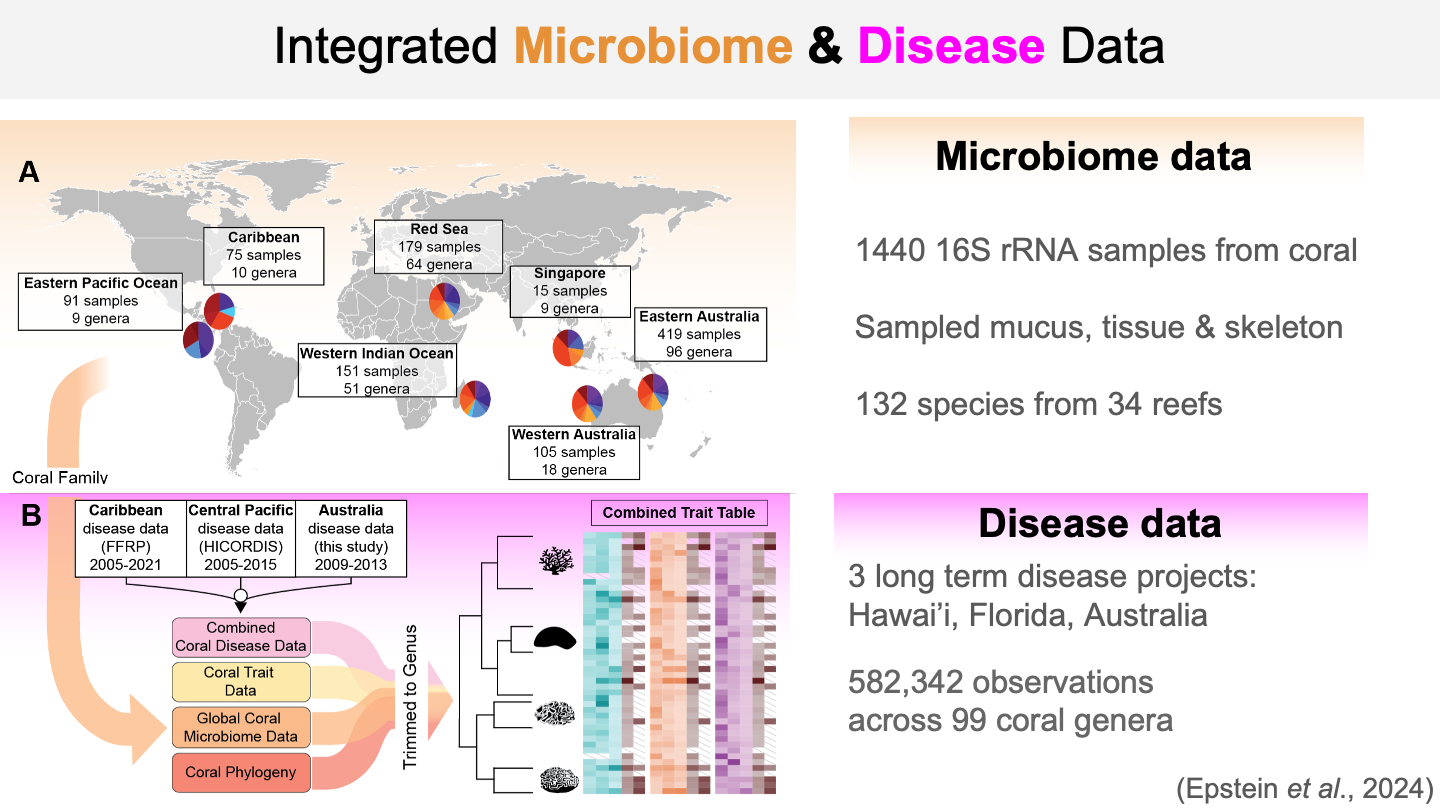 Integrated Microbiome & Disease Data
A
Caribbean
75 samples
10 genera
Red Sea
179 samples
64 genera
Eastern Pacific Ocean
91 samples
9 genera
Singapore
15 samples
9 genera
Eastern Australia
419 samples
96 genera
Western Indian Ocean
151 samples
51 genera
Western Australia
105 samples
18 genera
Coral Family
Microbiome data
1440 16S rRNA samples from coral
Sampled mucus, tissue & skeleton
132 species from 34 reefs
B
Caribbean
disease data
(FFRP)
2005-2021
Central Pacific
disease data
(HICORDIS)
2005-2015
Australia
disease data
(this study)
2009-2013
Combined
Coral Disease Data
Coral Trait
Data
Global Coral
Microbiome Data
Coral Phylogeny
Trimmed to Genus
Combined Trait Table
Disease data
3 long term disease projects:
Hawai’i, Florida, Australia
582,342 observations
across 99 coral genera
(Epstein et al., 2024)